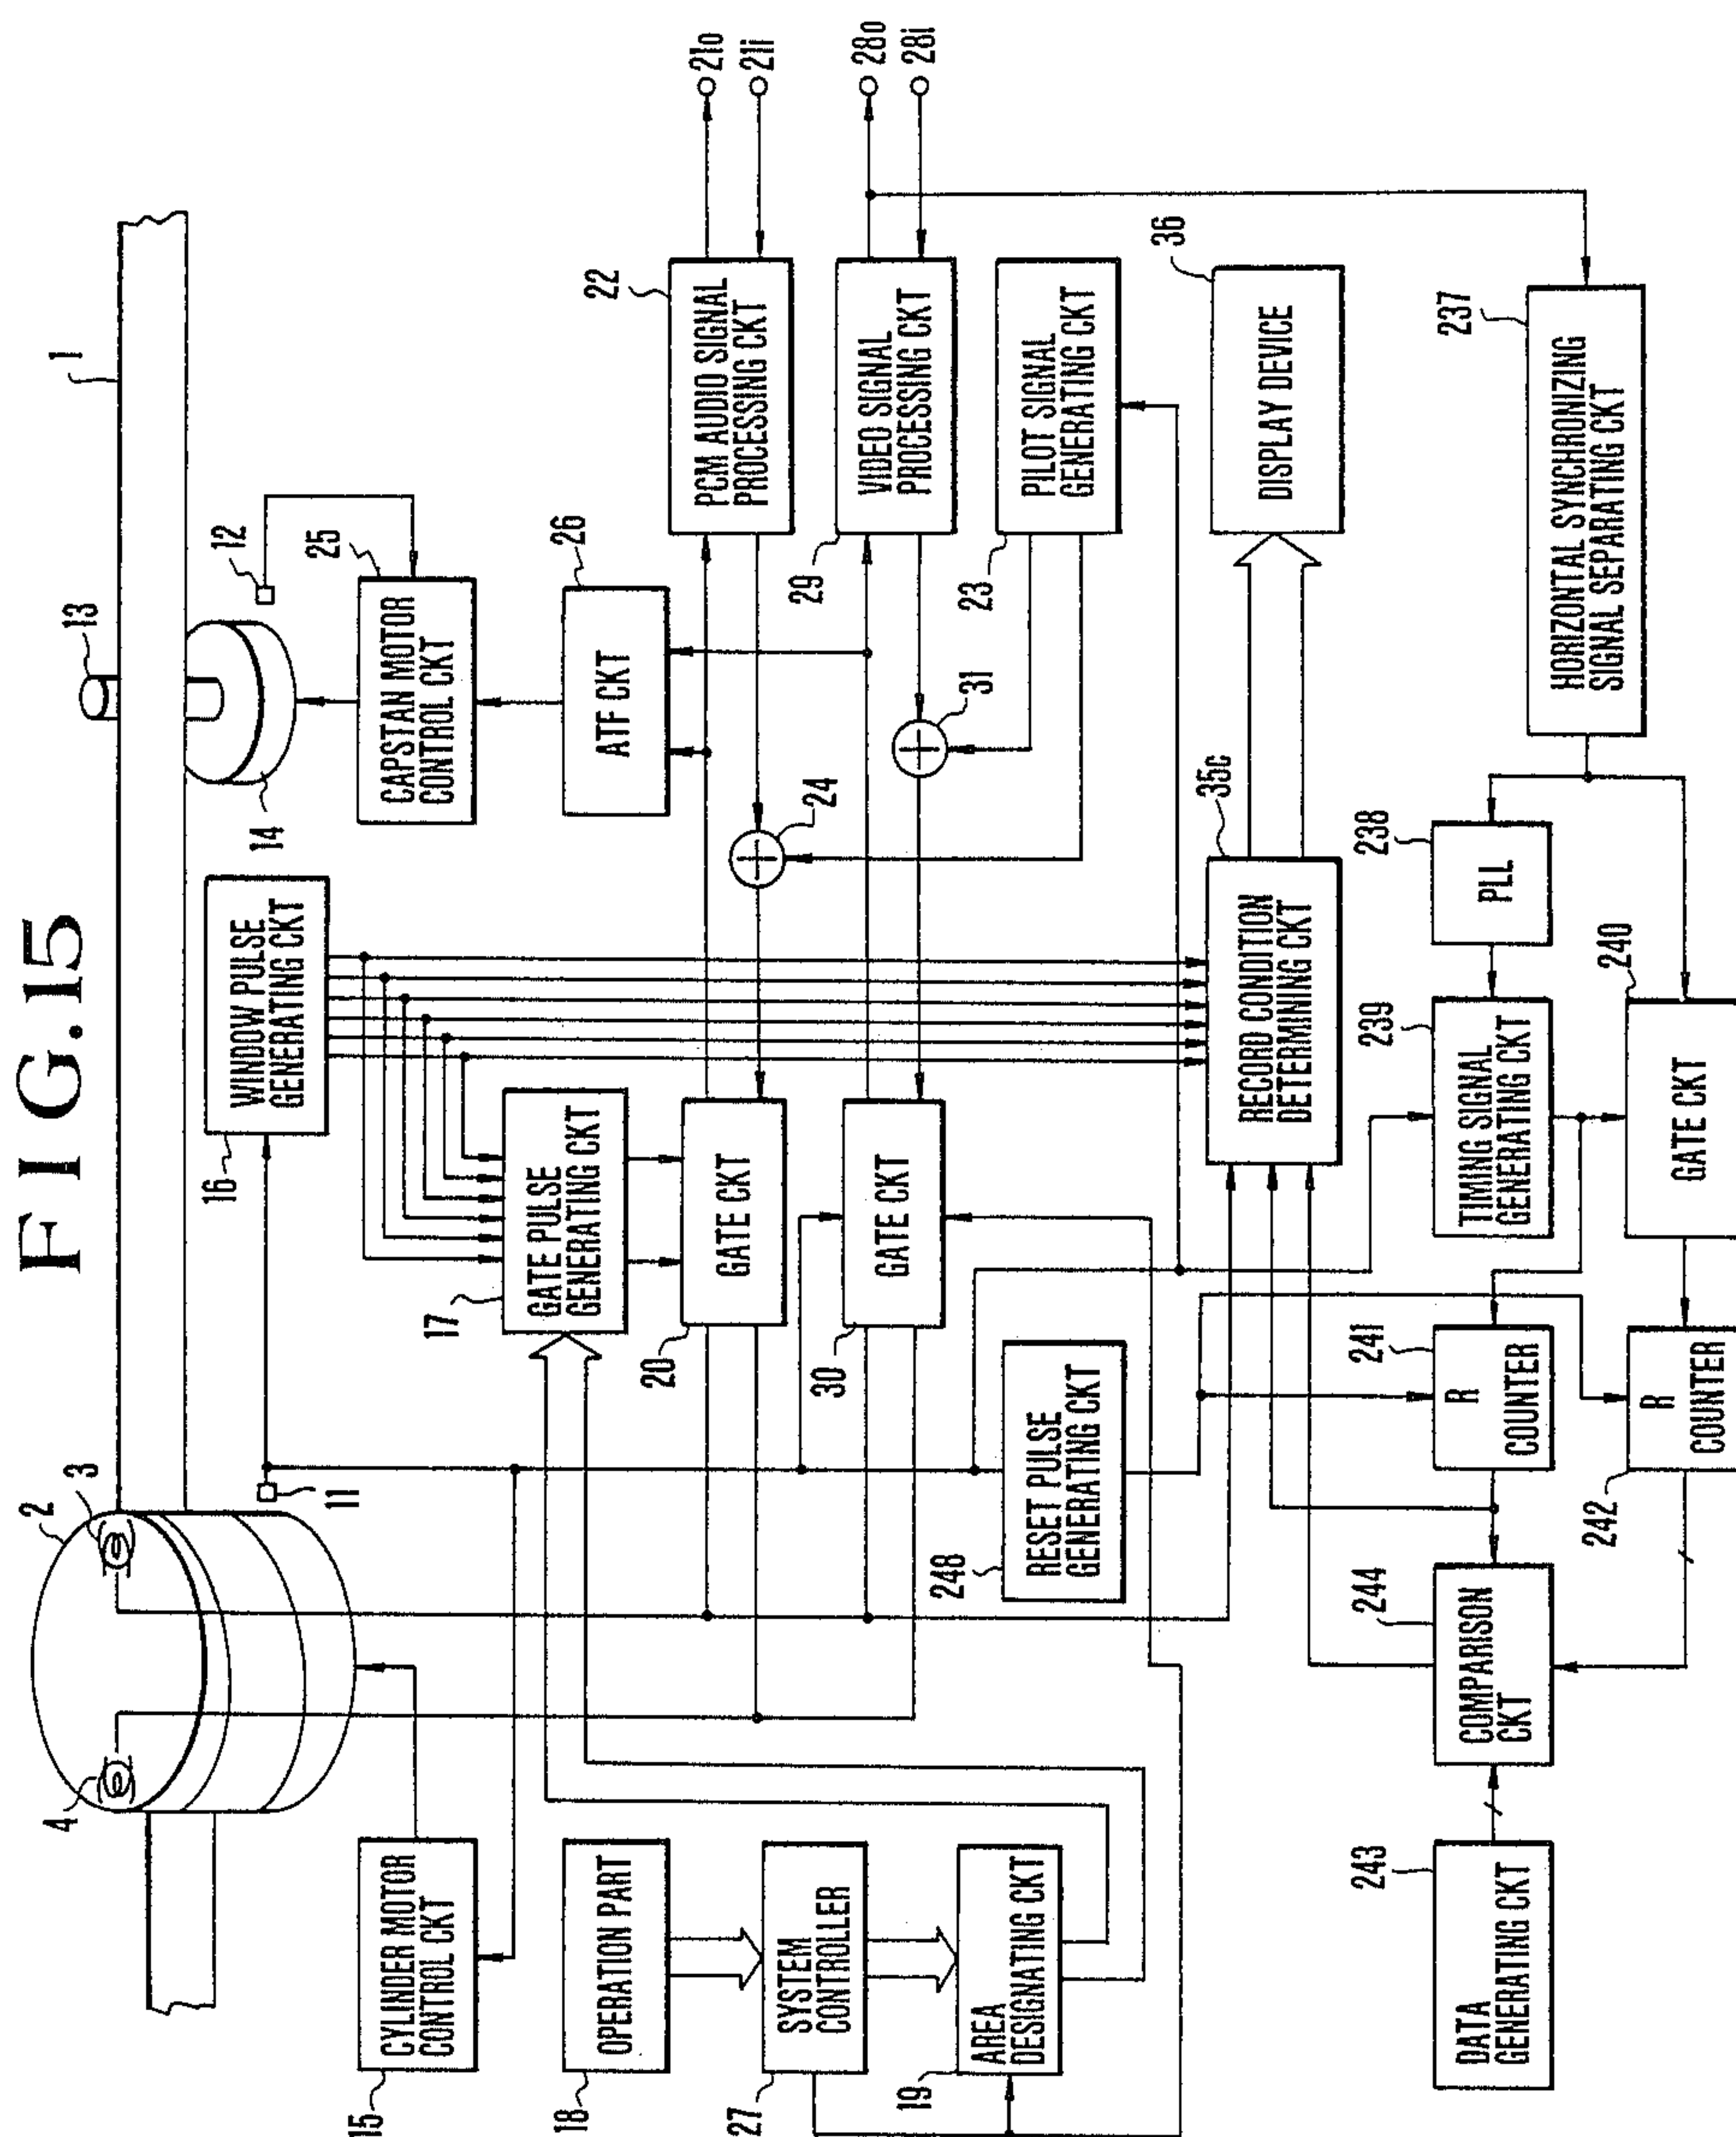 FIG.15
1
2
3
4
11
12
13
14
15
CYLINDER MOTOR
CONTROL CKT
16
WINDOW PULSE
GENERATING CKT
25
CAPSTAN MOTOR
CONTROL CKT
18
OPERATION PART
17
GATE PULSE
GENERATING CKT
26
ATF CKT
22
PCM AUDIO SIGNAL
PROCESSING CKT
21o
21i
27
SYSTEM
CONTROLLER
20
GATE CKT
24
29
VIDEO SIGNAL
PROCESSING CKT
28o
28i
19
AREA
DESIGNATING CKT
30
GATE CKT
31
23
PILOT SIGNAL
GENERATING CKT
248
RESET PULSE
GENERATING CKT
35c
RECORD CONDITION
DETERMINING CKT
36
DISPLAY DEVICE
243
DATA
GENERATING CKT
244
COMPARISON
CKT
241
R
COUNTER
239
TIMING SIGNAL
GENERATING CKT
238
PLL
237
HORIZONTAL SYNCHRONIZING
SIGNAL SEPARATING CKT
242
R
COUNTER
240
GATE CKT